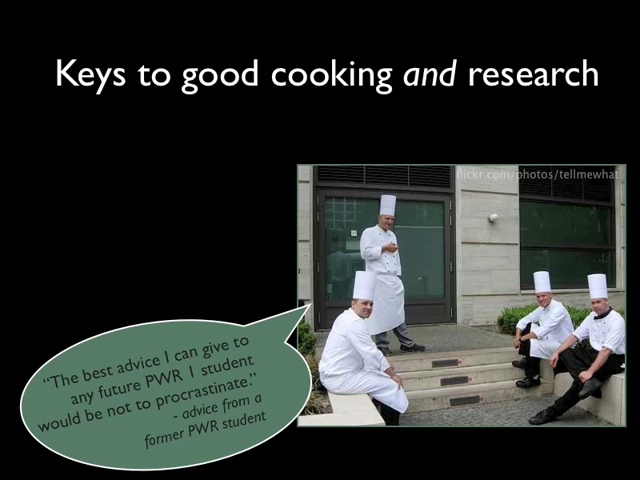 Keys to good cooking and research
flickr.com/photos/tellmewhat
“The best advice I can give to
any future PWR 1 student
would be not to procrastinate.”
- advice from a
former PWR student